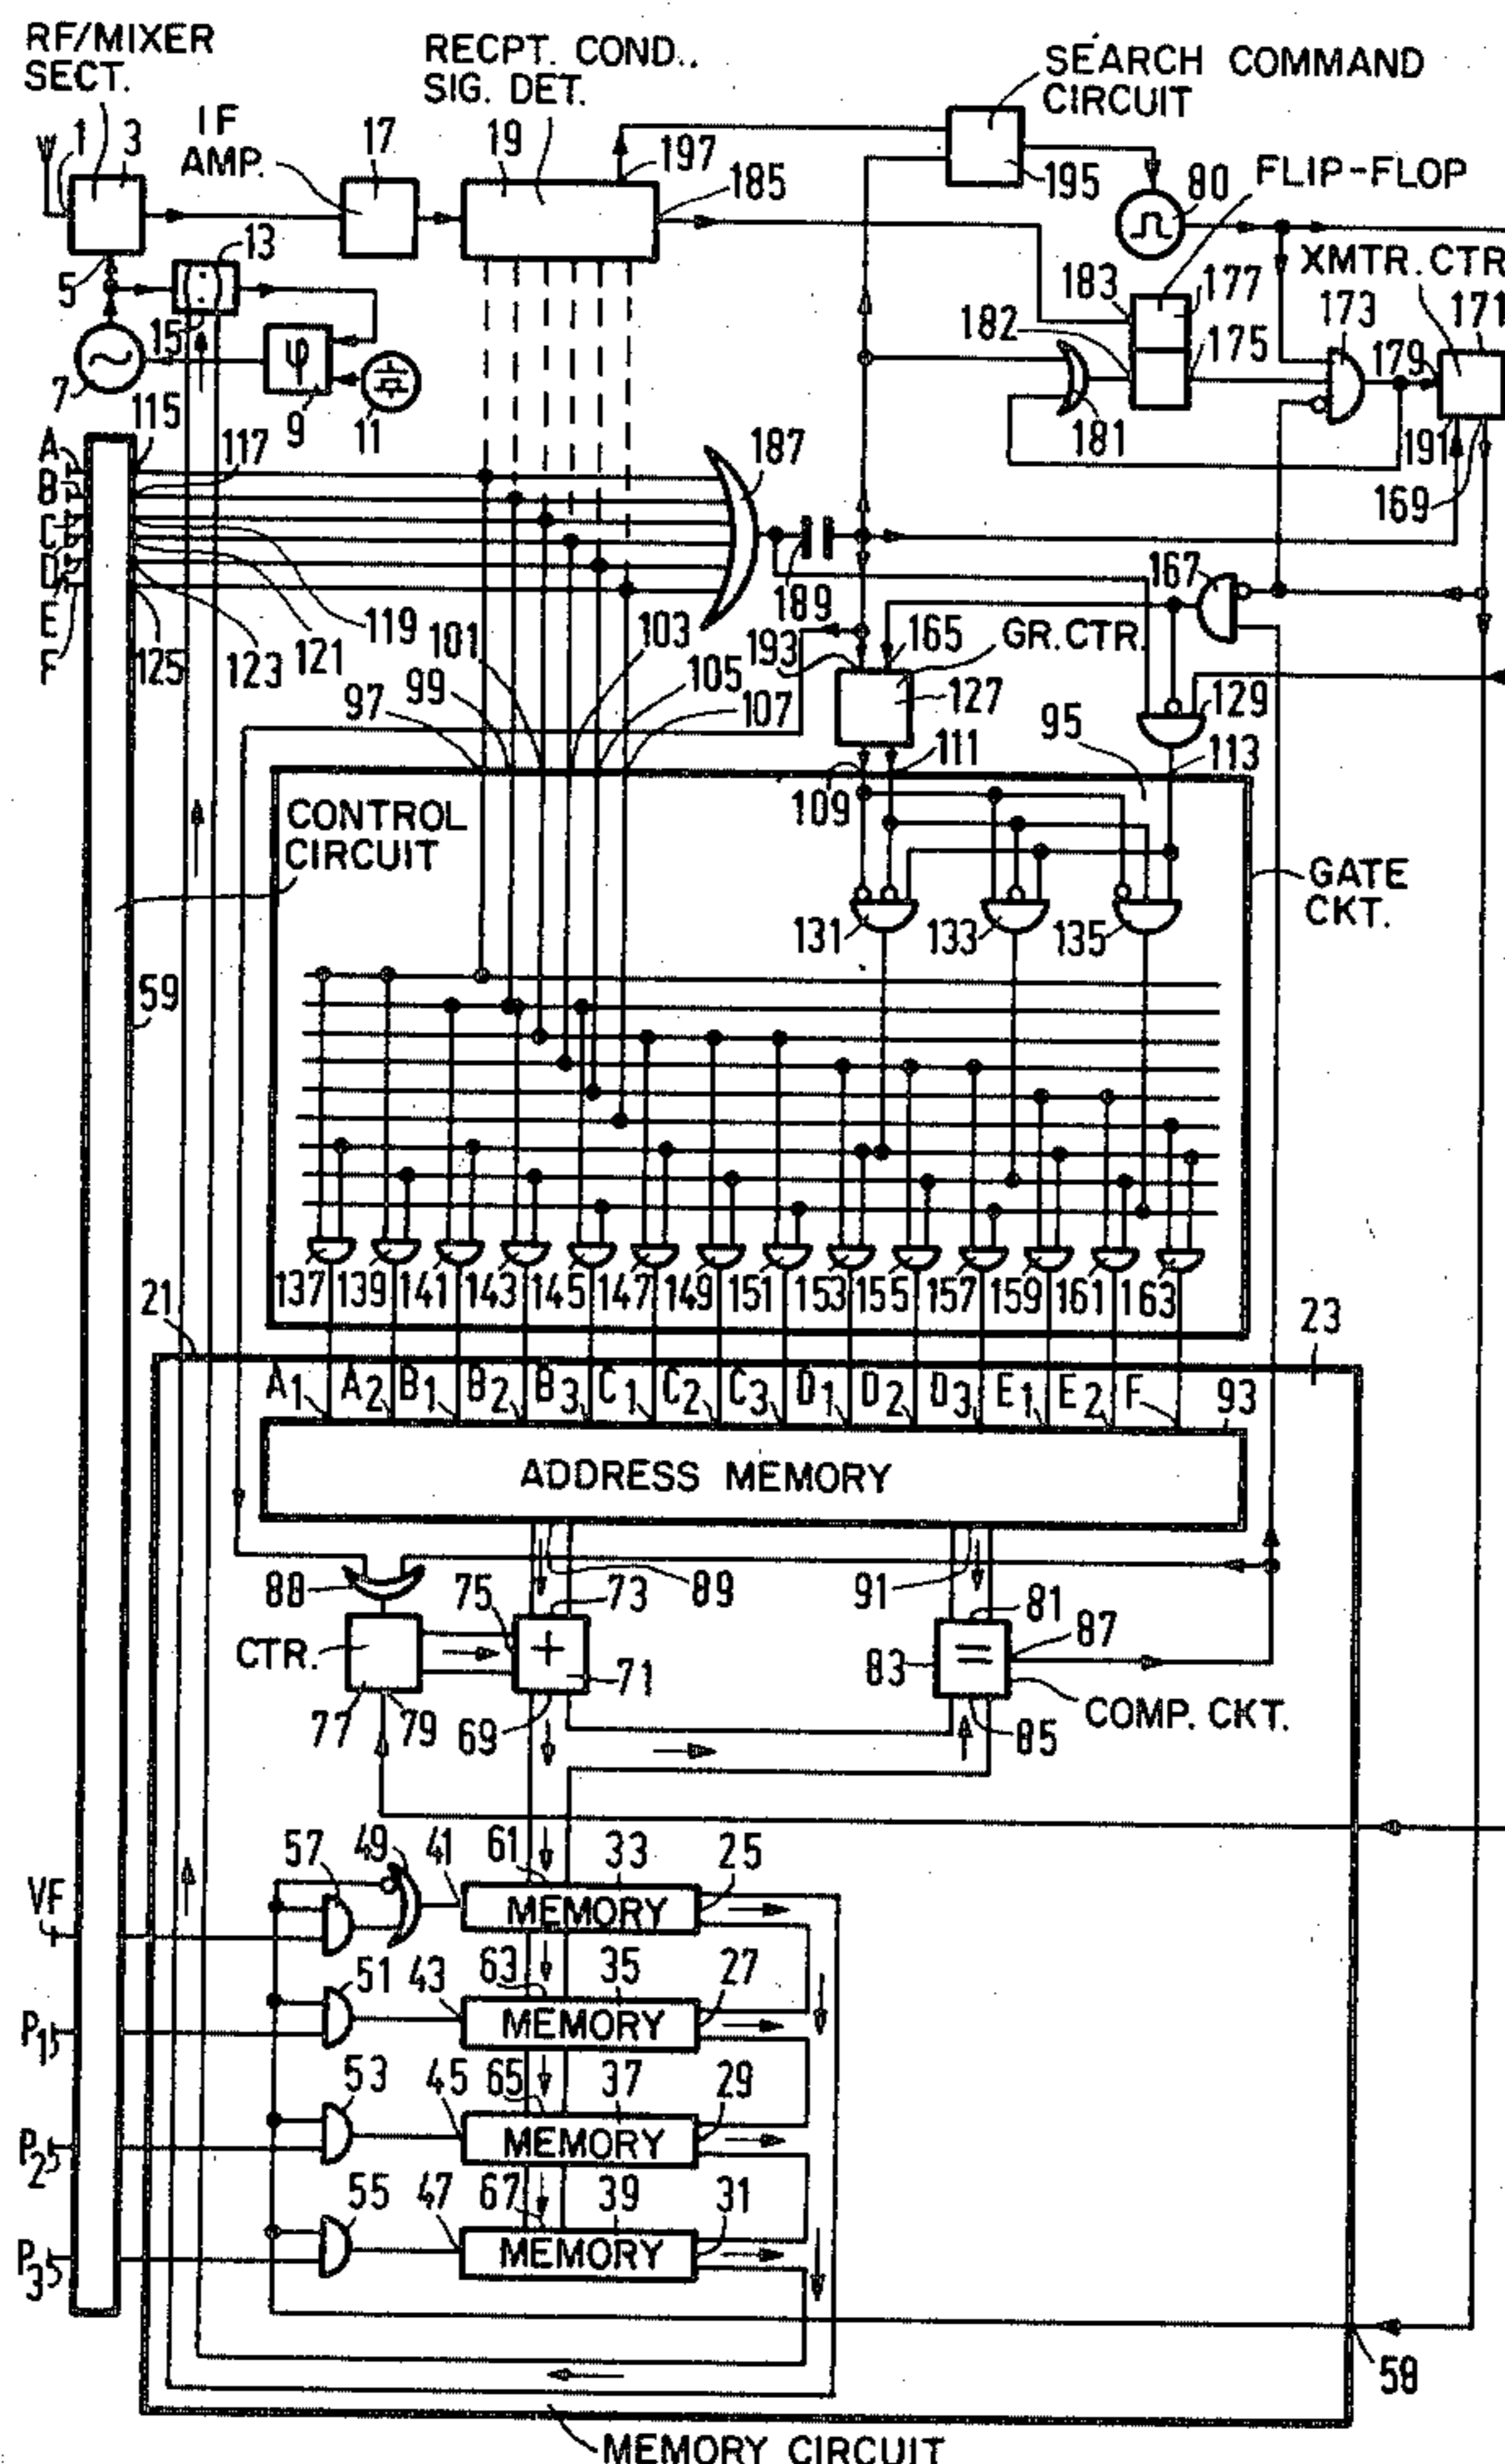 RF/MIXER
SECT.
RECPT. COND..
SIG. DET.
SEARCH COMMAND
CIRCUIT
1
3
IF
AMP.
17
19
197
185
195
80
FLIP-FLOP
XMTR. CTR
5
13
15
7
φ
9
11
183
177
182
175
173
179
171
181
191
169
A
B
C
D
E
F
115
117
187
189
167
119
101
121
123
125
103
193
165
GR.CTR.
97
99
105
107
127
129
95
111
113
109
CONTROL
CIRCUIT
GATE
CKT.
131
133
135
59
137
139
141
143
145
147
149
151
153
155
157
159
161
163
21
23
A1
A2
B1
B2
B3
C1
C2
C3
D1
D2
D3
E1
E2
F
93
ADDRESS MEMORY
88
75
73
89
91
81
87
CTR.
+
71
83
=
77
79
69
85
COMP. CKT.
57
49
41
61
33
25
VF
MEMORY
51
43
63
35
27
P1
MEMORY
53
45
65
37
29
P2
MEMORY
55
47
67
39
31
P3
MEMORY
58
MEMORY CIRCUIT